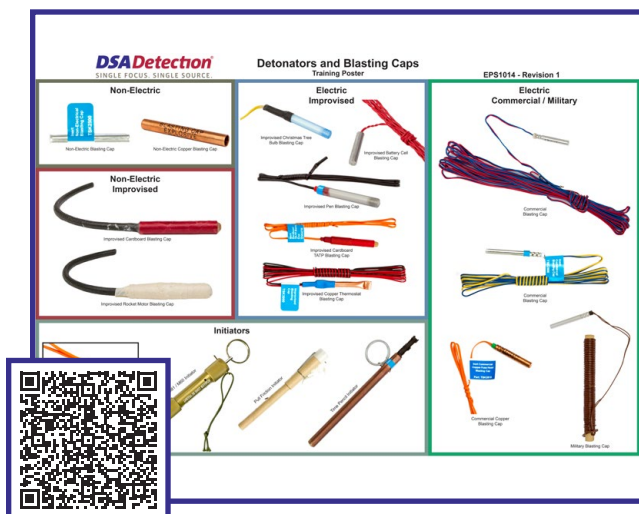 DSADetection®
SINGLE FOCUS. SINGLE SOURCE.
Detonators and Blasting Caps
Training Poster
EPS1014 - Revision 1
Non-Electric
Non-Electric Blasting Cap
Non-Electric Copper Blasting Cap
Non-Electric
Improvised
Improvised Cardboard Blasting Cap
Improvised Rocket Motor Blasting Cap
Electric
Improvised
Improvised Christmas Tree
Bulb Blasting Cap
Improvised Battery Cell
Blasting Cap
Improvised Pen Blasting Cap
Improvised Cardboard
TATP Blasting Cap
Improvised Copper Thermostat
Blasting Cap
Electric
Commercial / Military
Commercial
Blasting Cap
Commercial
Blasting Cap
Commercial Copper
Blasting Cap
Military Blasting Cap
Initiators
Initiator
Pull Friction Initiator
Time Pencil Initiator